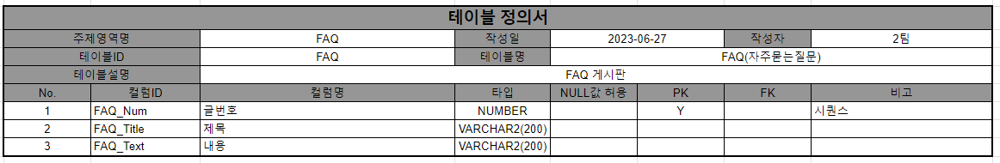 테이블 정의서
주제영역명 FAQ 작성일 2023-06-27 작성자 2팀
테이블ID FAQ 테이블명 FAQ(자주묻는질문)
테이블설명 FAQ 게시판
No. 컬럼ID 컬럼명 타입 NULL값 허용 PK FK 비고
1 FAQ_Num 글번호 NUMBER Y 시퀀스
2 FAQ_Title 제목 VARCHAR2(200)
3 FAQ_Text 내용 VARCHAR2(200)